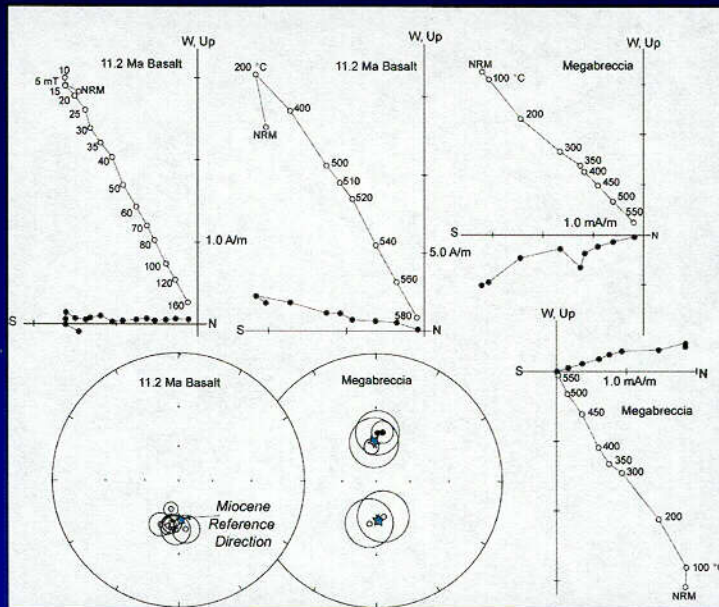 W, Up
11.2 Ma Basalt
10
5 mT
15
NRM
20
25
30
35
40
50
60
70
80
100
120
160
1.0 A/m
S
N
W, Up
11.2 Ma Basalt
200 °C
400
NRM
500
510
520
540
560
580
5.0 A/m
S
W, Up
Megabreccia
NRM
100 °C
200
300
350
400
450
500
550
1.0 mA/m
S
N
11.2 Ma Basalt
Miocene
Reference
Direction
Megabreccia
W, Up
S
N
550
1.0 mA/m
500
Megabreccia
450
400
350
300
200
100 °C
NRM